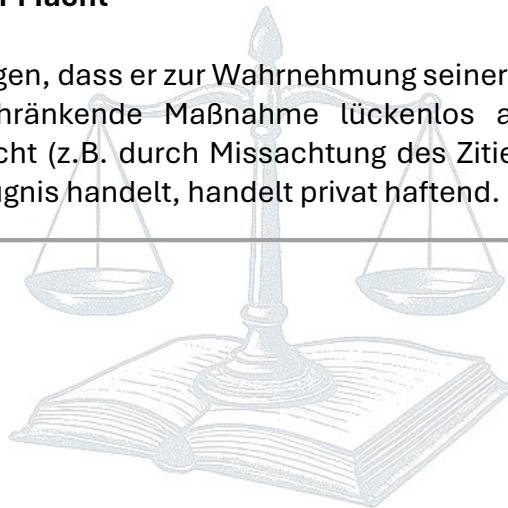 Macht
gen, dass er zur Wahrnehmung seiner
hränkende Maßnahme lückenlos a
cht (z.B. durch Missachtung des Zitie
gnis handelt, handelt privat haftend.